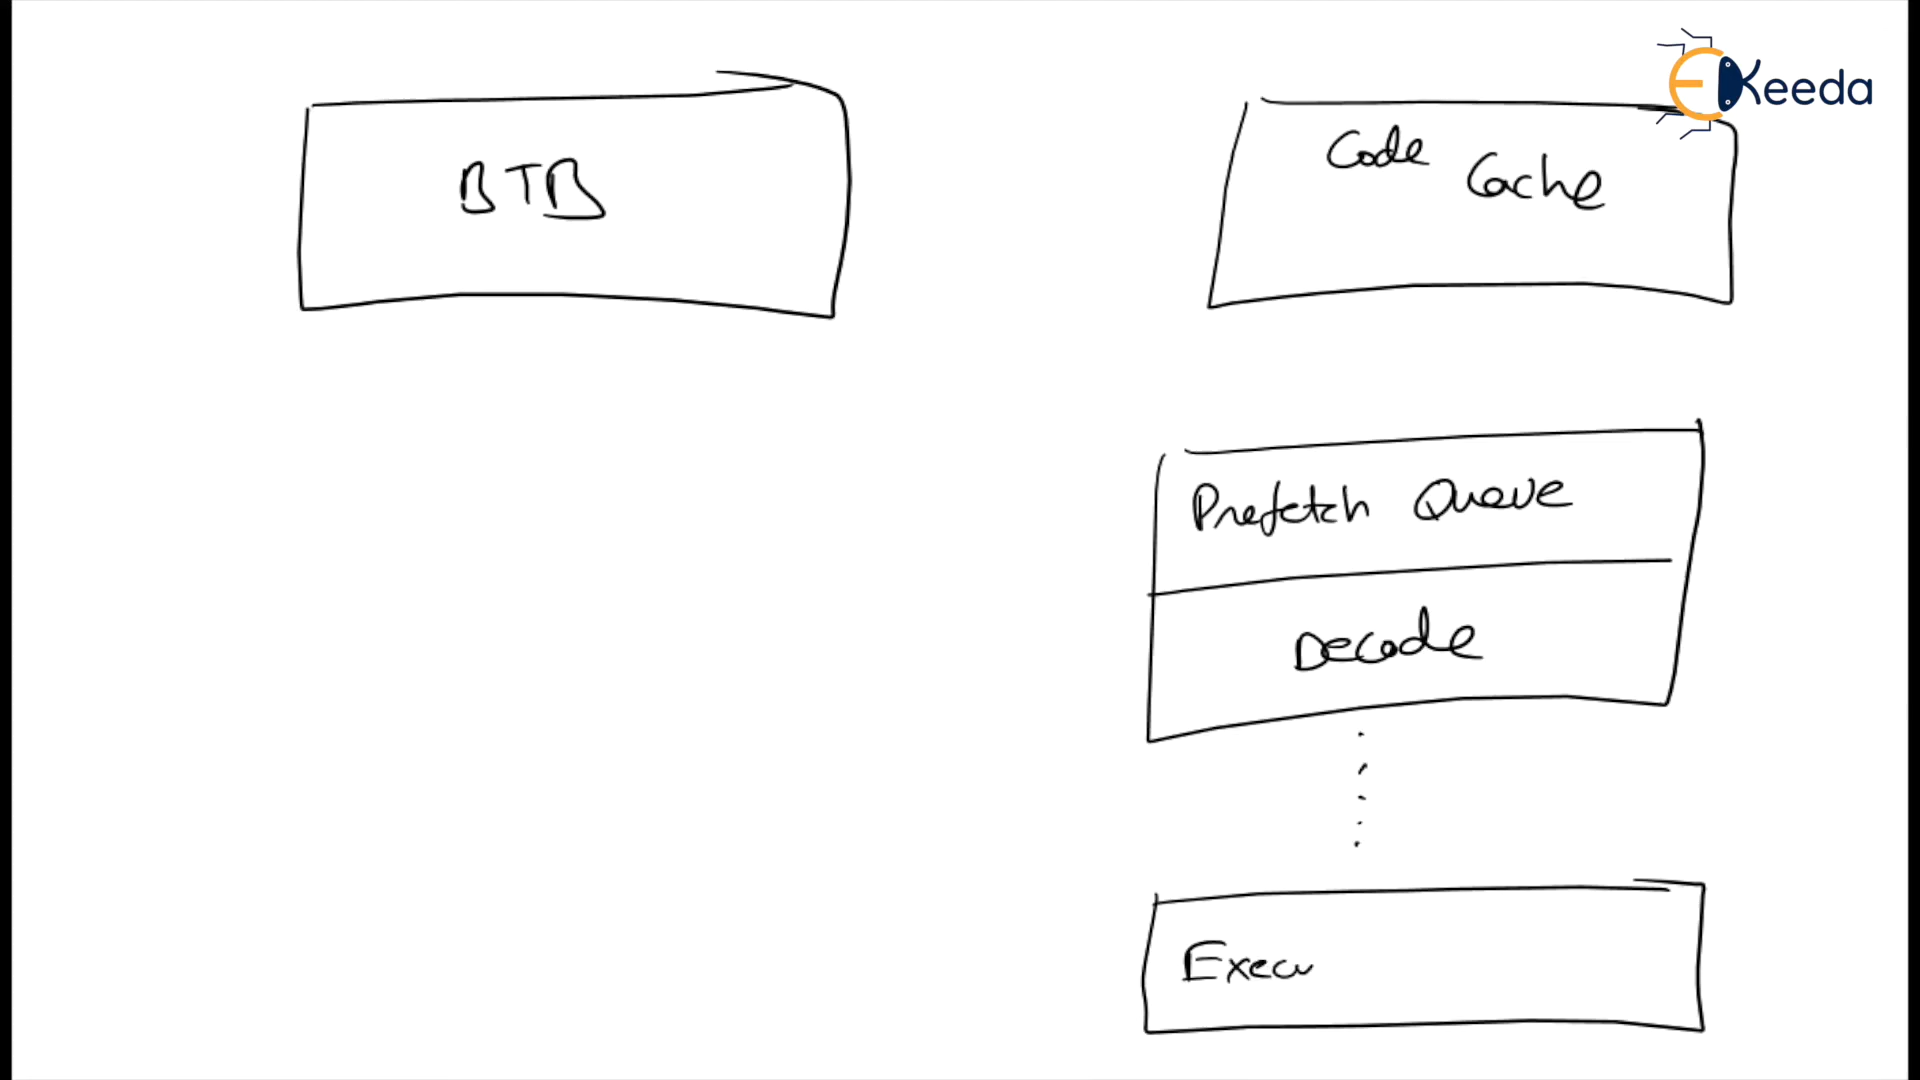 EKeeda
BTB
Code Cache
Prefetch Queue
Decode
Execu